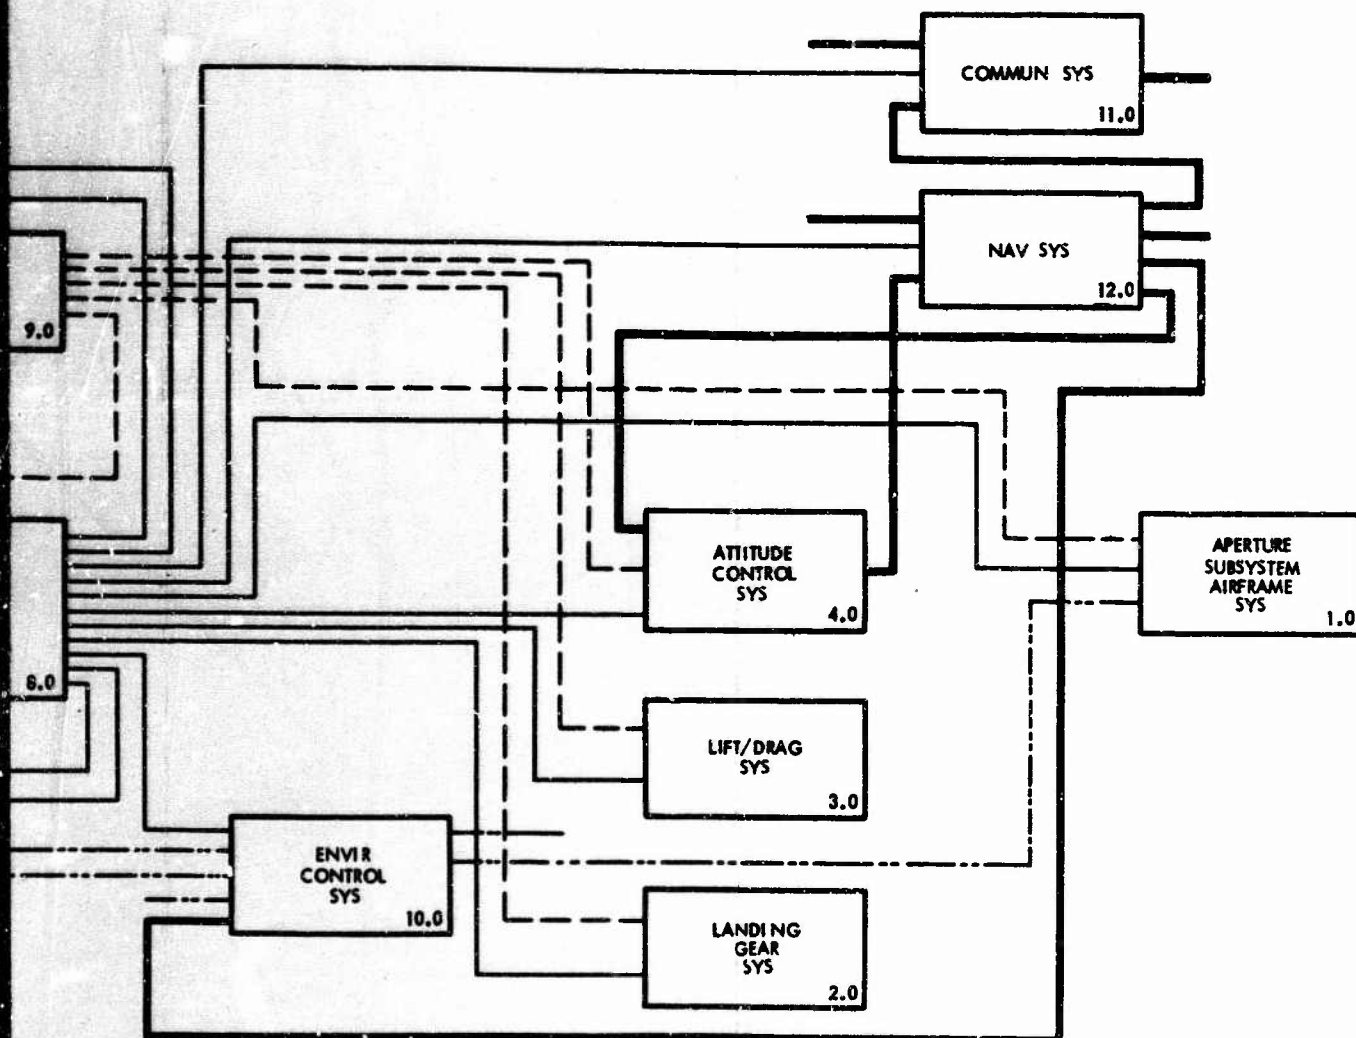 COMMUN SYS
11.0
NAV SYS
12.0
9.0
ATTITUDE
CONTROL
SYS
4.0
APERTURE
SUBSYSTEM
AIRFRAME
SYS
1.0
8.0
LIFT/DRAG
SYS
3.0
ENVIR
CONTROL
SYS
10.0
LANDING
GEAR
SYS
2.0